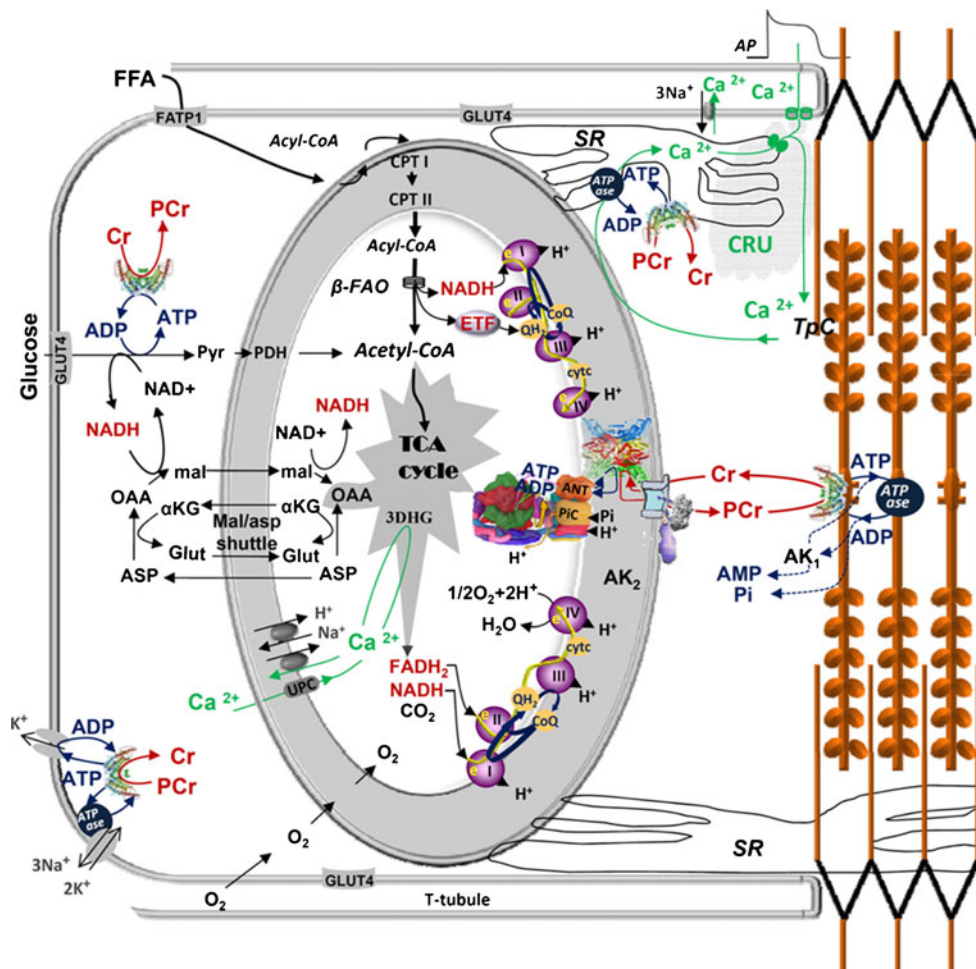 AP
FFA
FATP1
GLUT4
3Na⁺
Ca ²⁺
Ca ²⁺
Acyl-CoA
SR
Ca ²⁺
CPT I
CPT II
ATP
ase
ATP
ADP
PCr
Cr
CRU
PCr
Cr
ADP
ATP
Acyl-CoA
β-FAO
NADH
ETF
e
I
H⁺
e
II
CoQ
QH₂
III
H⁺
cytc
e
IV
H⁺
Ca ²⁺
TpC
Glucose
GLUT4
Pyr
PDH
Acetyl-CoA
NAD+
NADH
NADH
NAD+
TCA
cycle
mal
mal
OAA
OAA
αKG
αKG
Mal/asp
shuttle
Glut
Glut
ASP
ASP
3DHG
ATP
ADP
ANT
PiC
Pi
H⁺
H⁺
Cr
PCr
ATP
ATP
ase
ADP
AK₁
AMP
Pi
AK₂
H⁺
Na⁺
Ca ²⁺
UPC
Ca ²⁺
1/2O₂+2H⁺
H₂O
e
IV
H⁺
cytc
FADH₂
NADH
CO₂
III
H⁺
QH₂
CoQ
e
II
e
I
H⁺
K⁺
ADP
ATP
Cr
PCr
ATP
ase
3Na⁺
2K⁺
O₂
O₂
O₂
GLUT4
T-tubule
SR